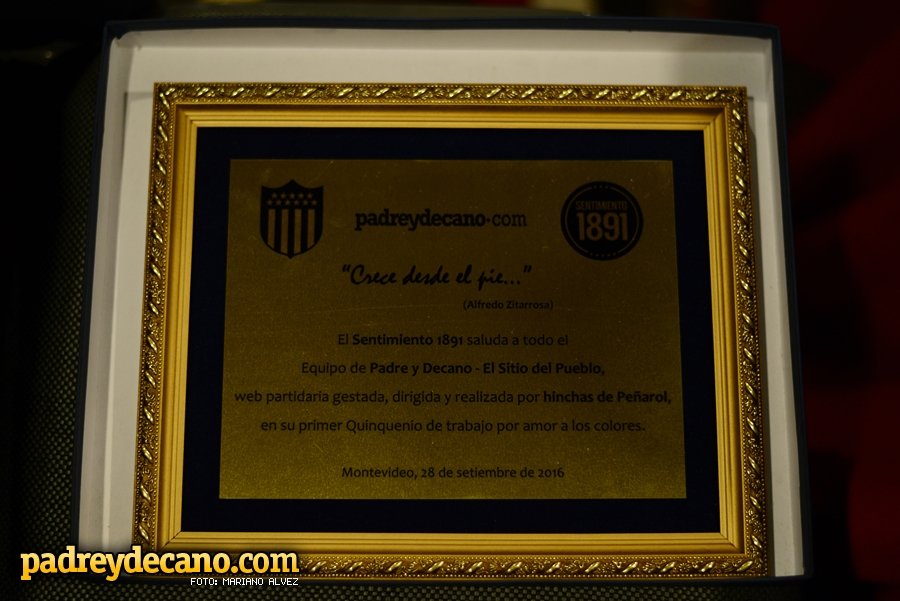 padreydecano.com
SENTIMIENTO
1891
"Crece desde el pie..."
(Alfredo Zitarrosa)
El Sentimiento 1891 saluda a todo el
Equipo de Padre y Decano - El Sitio del Pueblo,
web partidaria gestada, dirigida y realizada por hinchas de Peñarol,
en su primer Quinquenio de trabajo por amor a los colores.
Montevideo, 28 de setiembre de 2016
padreydecano.com
FOTO: MARIANO ALVEZ